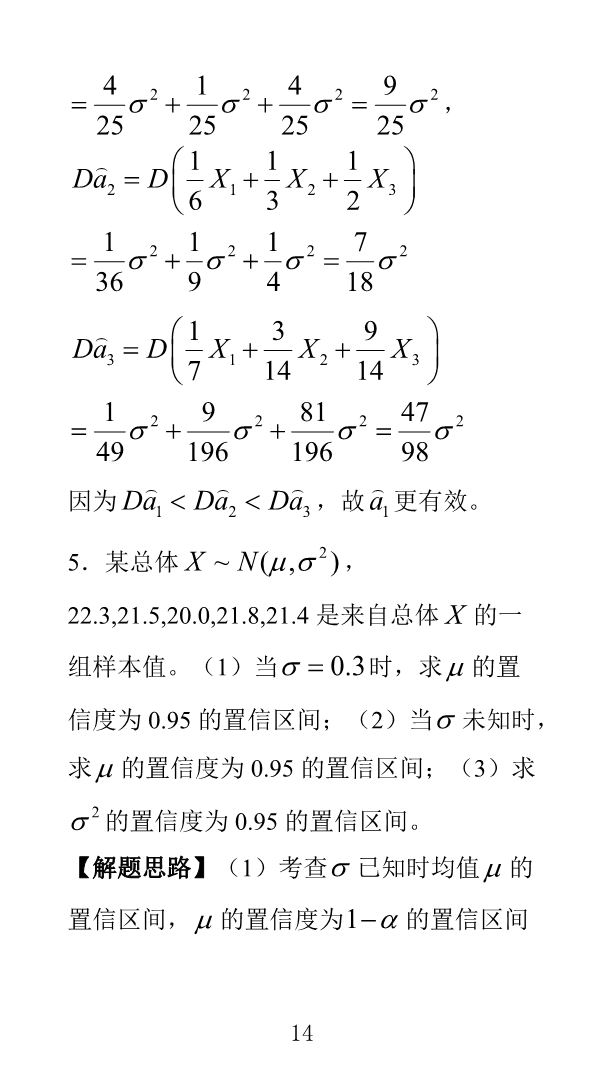 $= \frac{4}{25}\sigma^2 + \frac{1}{25}\sigma^2 + \frac{4}{25}\sigma^2 = \frac{9}{25}\sigma^2$，
$D\hat{a}_2 = D\left(\frac{1}{6}X_1 + \frac{1}{3}X_2 + \frac{1}{2}X_3\right)$
$= \frac{1}{36}\sigma^2 + \frac{1}{9}\sigma^2 + \frac{1}{4}\sigma^2 = \frac{7}{18}\sigma^2$
$D\hat{a}_3 = D\left(\frac{1}{7}X_1 + \frac{3}{14}X_2 + \frac{9}{14}X_3\right)$
$= \frac{1}{49}\sigma^2 + \frac{9}{196}\sigma^2 + \frac{81}{196}\sigma^2 = \frac{47}{98}\sigma^2$
因为$D\hat{a}_1 < D\hat{a}_2 < D\hat{a}_3$，故$\hat{a}_1$更有效。
5．某总体$X \sim N(\mu,\sigma^2)$，
22.3,21.5,20.0,21.8,21.4 是来自总体$X$的一
组样本值。（1）当$\sigma = 0.3$时，求$\mu$的置
信度为 0.95 的置信区间；（2）当$\sigma$未知时，
求$\mu$的置信度为 0.95 的置信区间；（3）求
$\sigma^2$的置信度为 0.95 的置信区间。
【解题思路】（1）考查$\sigma$已知时均值$\mu$的
置信区间，$\mu$的置信度为$1-\alpha$的置信区间
14